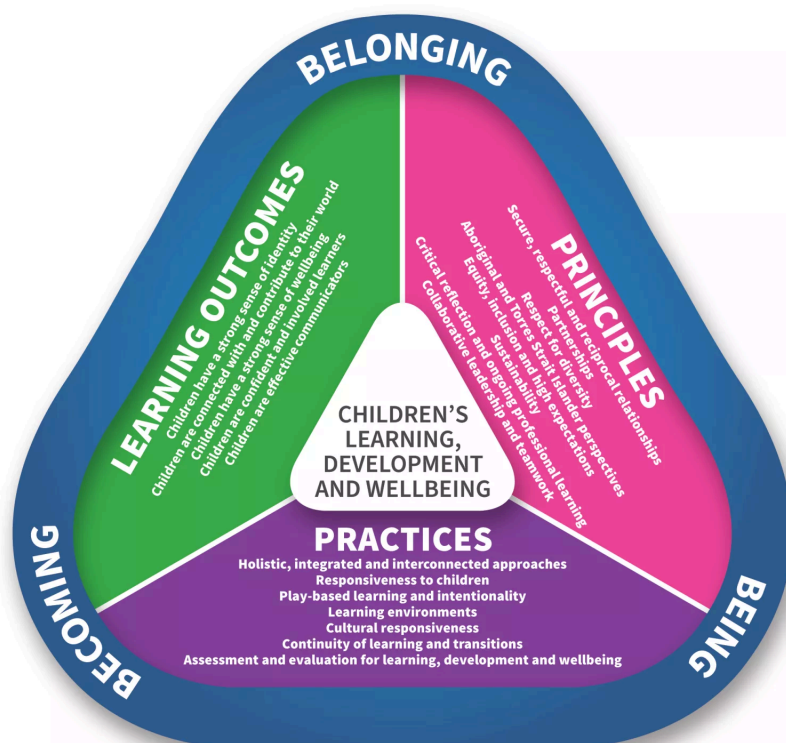 BELONGING
LEARNING OUTCOMES
Children have a strong sense of identity
Children are connected with and contribute to their world
Children have a strong sense of wellbeing
Children are confident and involved learners
Children are effective communicators
PRINCIPLES
Secure, respectful and reciprocal relationships
Partnerships
Respect for diversity
Aboriginal and Torres Strait Islander perspectives
Equity, inclusion and high expectations
Sustainability
Critical reflection and ongoing professional learning
Collaborative leadership and teamwork
CHILDREN’S
LEARNING,
DEVELOPMENT
AND WELLBEING
PRACTICES
Holistic, integrated and interconnected approaches
Responsiveness to children
Play-based learning and intentionality
Learning environments
Cultural responsiveness
Continuity of learning and transitions
Assessment and evaluation for learning, development and wellbeing
BECOMING
BEING